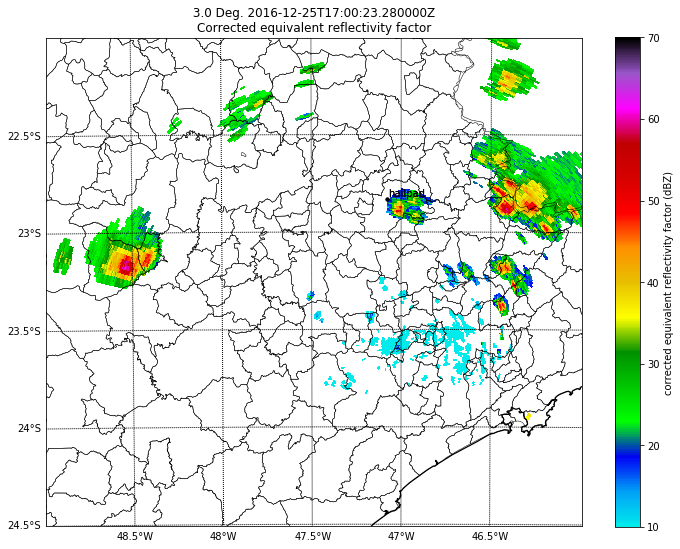 3.0 Deg. 2016-12-25T17:00:23.280000Z
Corrected equivalent reflectivity factor
22.5°S
23°S
23.5°S
24°S
24.5°S
48.5°W
48°W
47.5°W
47°W
46.5°W
70
60
50
40
30
20
10
corrected equivalent reflectivity factor (dBZ)